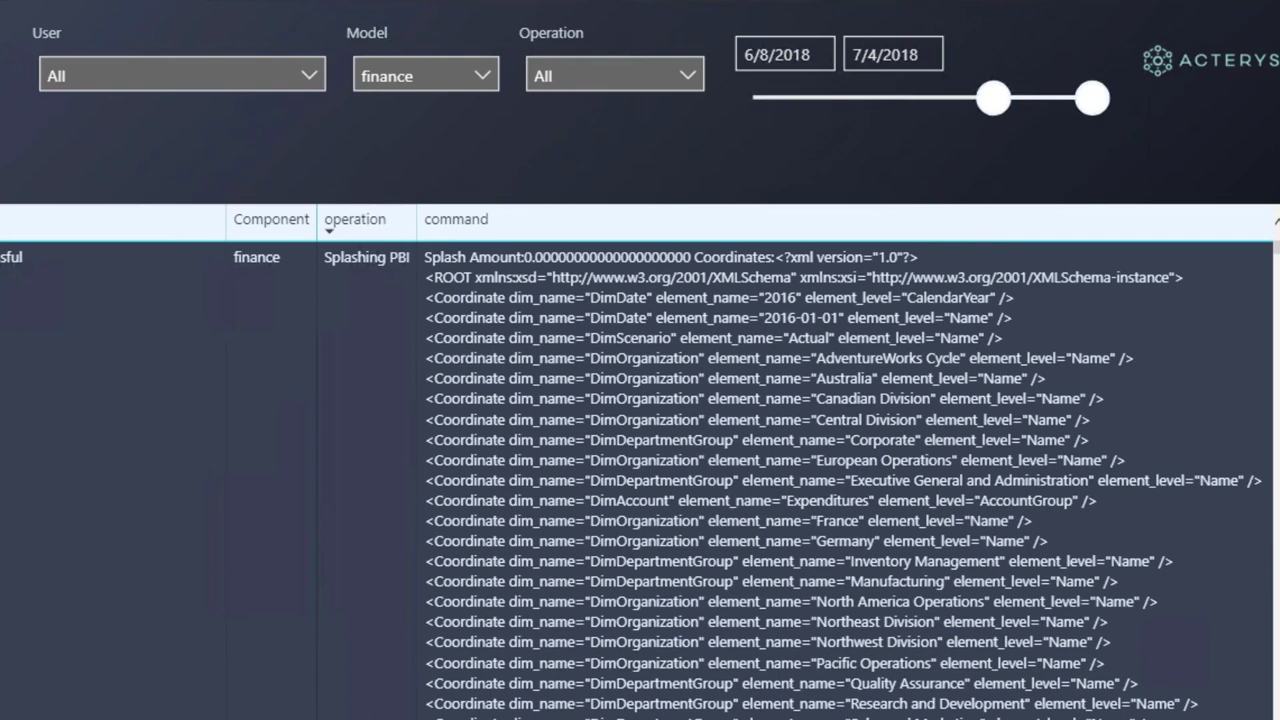 User
Model
Operation
All
finance
All
6/8/2018
7/4/2018
ACTERYS
Component
operation
command
sful
finance
Splashing PBI
Splash Amount:0.00000000000000000000 Coordinates:<?xml version="1.0"?>
<ROOT xmlns:xsd="http://www.w3.org/2001/XMLSchema" xmlns:xsi="http://www.w3.org/2001/XMLSchema-instance">
<Coordinate dim_name="DimDate" element_name="2016" element_level="CalendarYear" />
<Coordinate dim_name="DimDate" element_name="2016-01-01" element_level="Name" />
<Coordinate dim_name="DimScenario" element_name="Actual" element_level="Name" />
<Coordinate dim_name="DimOrganization" element_name="AdventureWorks Cycle" element_level="Name" />
<Coordinate dim_name="DimOrganization" element_name="Australia" element_level="Name" />
<Coordinate dim_name="DimOrganization" element_name="Canadian Division" element_level="Name" />
<Coordinate dim_name="DimOrganization" element_name="Central Division" element_level="Name" />
<Coordinate dim_name="DimDepartmentGroup" element_name="Corporate" element_level="Name" />
<Coordinate dim_name="DimOrganization" element_name="European Operations" element_level="Name" />
<Coordinate dim_name="DimDepartmentGroup" element_name="Executive General and Administration" element_level="Name" />
<Coordinate dim_name="DimAccount" element_name="Expenditures" element_level="AccountGroup" />
<Coordinate dim_name="DimOrganization" element_name="France" element_level="Name" />
<Coordinate dim_name="DimOrganization" element_name="Germany" element_level="Name" />
<Coordinate dim_name="DimDepartmentGroup" element_name="Inventory Management" element_level="Name" />
<Coordinate dim_name="DimDepartmentGroup" element_name="Manufacturing" element_level="Name" />
<Coordinate dim_name="DimOrganization" element_name="North America Operations" element_level="Name" />
<Coordinate dim_name="DimOrganization" element_name="Northeast Division" element_level="Name" />
<Coordinate dim_name="DimOrganization" element_name="Northwest Division" element_level="Name" />
<Coordinate dim_name="DimOrganization" element_name="Pacific Operations" element_level="Name" />
<Coordinate dim_name="DimDepartmentGroup" element_name="Quality Assurance" element_level="Name" />
<Coordinate dim_name="DimDepartmentGroup" element_name="Research and Development" element_level="Name" />